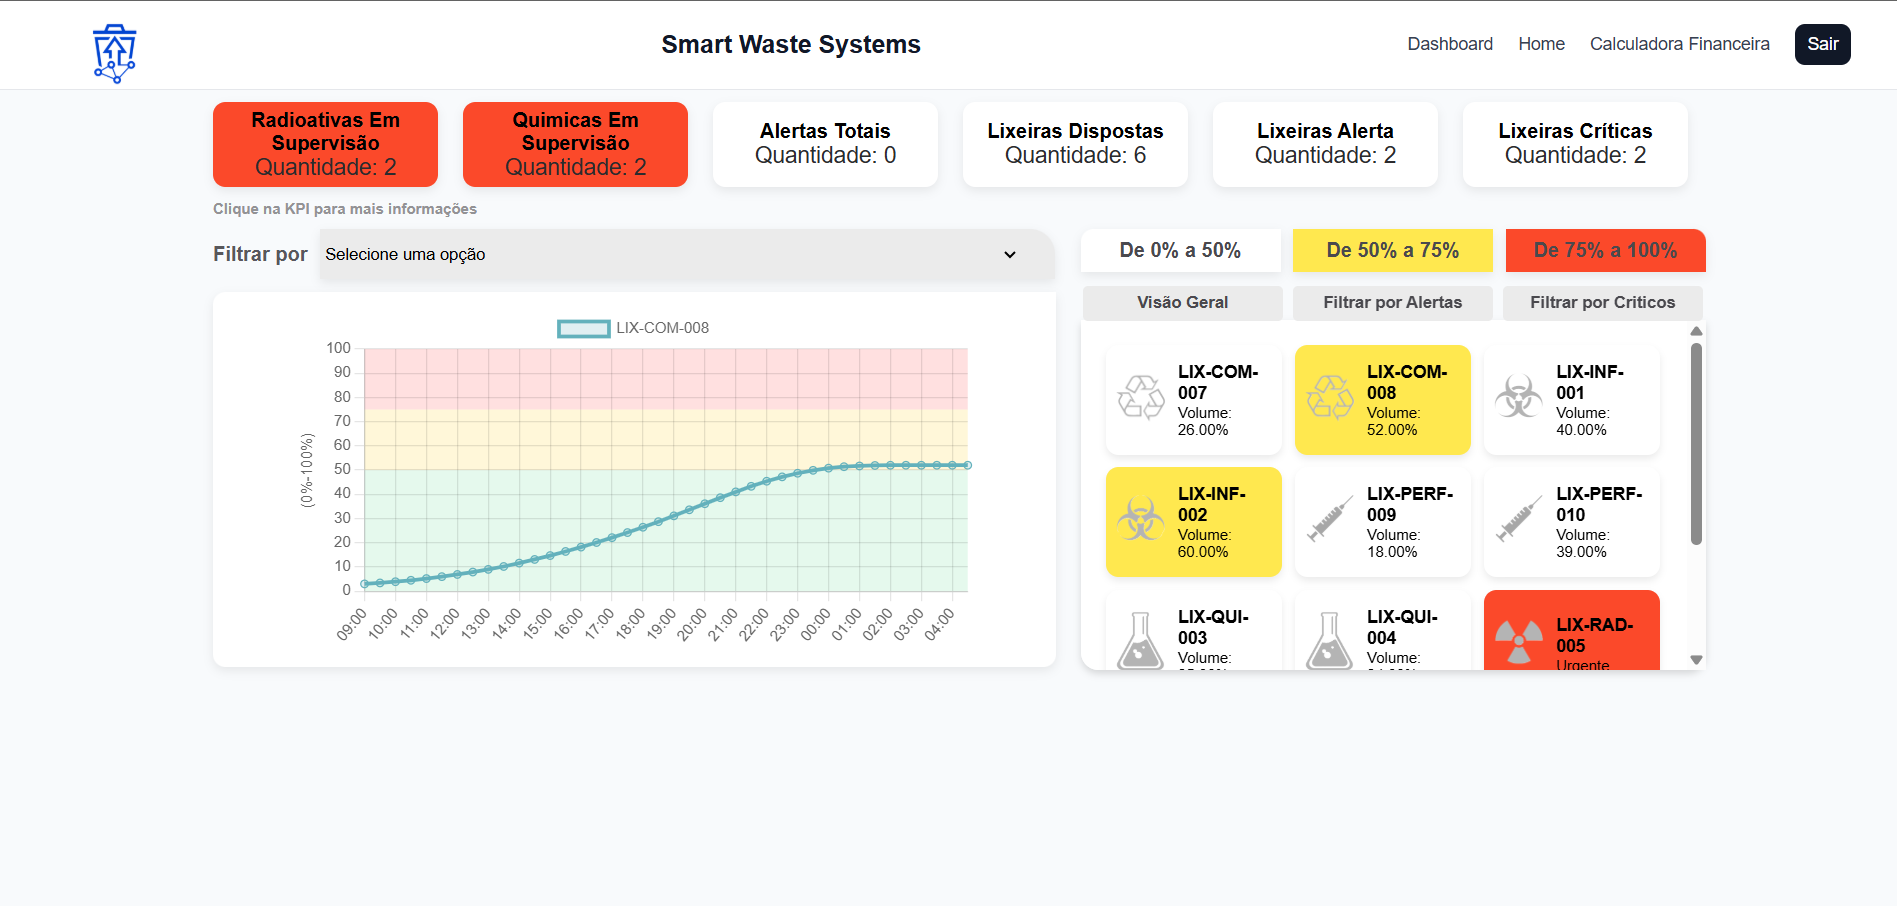 Smart Waste Systems
Dashboard
Home
Calculadora Financeira
Sair
Radioativas Em
Supervisão
Quantidade: 2
Quimicas Em
Supervisão
Quantidade: 2
Alertas Totais
Quantidade: 0
Lixeiras Dispostas
Quantidade: 6
Lixeiras Alerta
Quantidade: 2
Lixeiras Críticas
Quantidade: 2
Clique na KPI para mais informações
Filtrar por
Selecione uma opção
De 0% a 50%
De 50% a 75%
De 75% a 100%
Visão Geral
Filtrar por Alertas
Filtrar por Criticos
LIX-COM-008
(0%-100%)
100
90
80
70
60
50
40
30
20
10
0
09:00
10:00
11:00
12:00
13:00
14:00
15:00
16:00
17:00
18:00
19:00
20:00
21:00
22:00
23:00
00:00
01:00
02:00
03:00
04:00
LIX-COM-
007
Volume:
26.00%
LIX-COM-
008
Volume:
52.00%
LIX-INF-
001
Volume:
40.00%
LIX-INF-
002
Volume:
60.00%
LIX-PERF-
009
Volume:
18.00%
LIX-PERF-
010
Volume:
39.00%
LIX-QUI-
003
Volume:
LIX-QUI-
004
Volume:
LIX-RAD-
005
Urgente